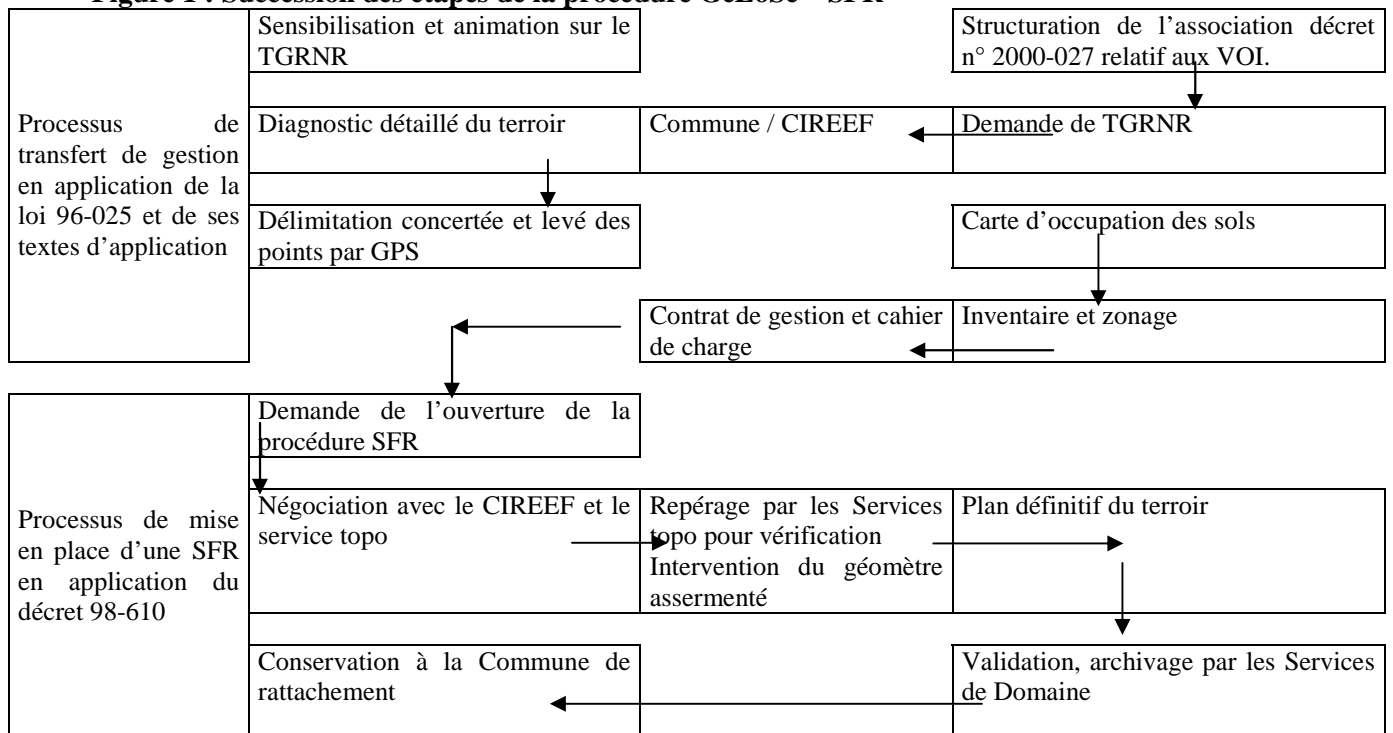 Figure 1 : Succession des étapes de la procédure GeLoSe – SFR
Processus de
transfert de gestion
en application de la
loi 96-025 et de ses
textes d’application
Sensibilisation et animation sur le
TGRNR
Structuration de l’association décret
n° 2000-027 relatif aux VOI.
Diagnostic détaillé du terroir
Commune / CIREEF
Demande de TGRNR
Délimitation concertée et levé des
points par GPS
Carte d’occupation des sols
Contrat de gestion et cahier
de charge
Inventaire et zonage
Processus de mise
en place d’une SFR
en application du
décret 98-610
Demande de l’ouverture de la
procédure SFR
Négociation avec le CIREEF et le
service topo
Repérage par les Services
topo pour vérification
Intervention du géomètre
assermenté
Plan définitif du terroir
Conservation à la Commune de
rattachement
Validation, archivage par les Services
de Domaine